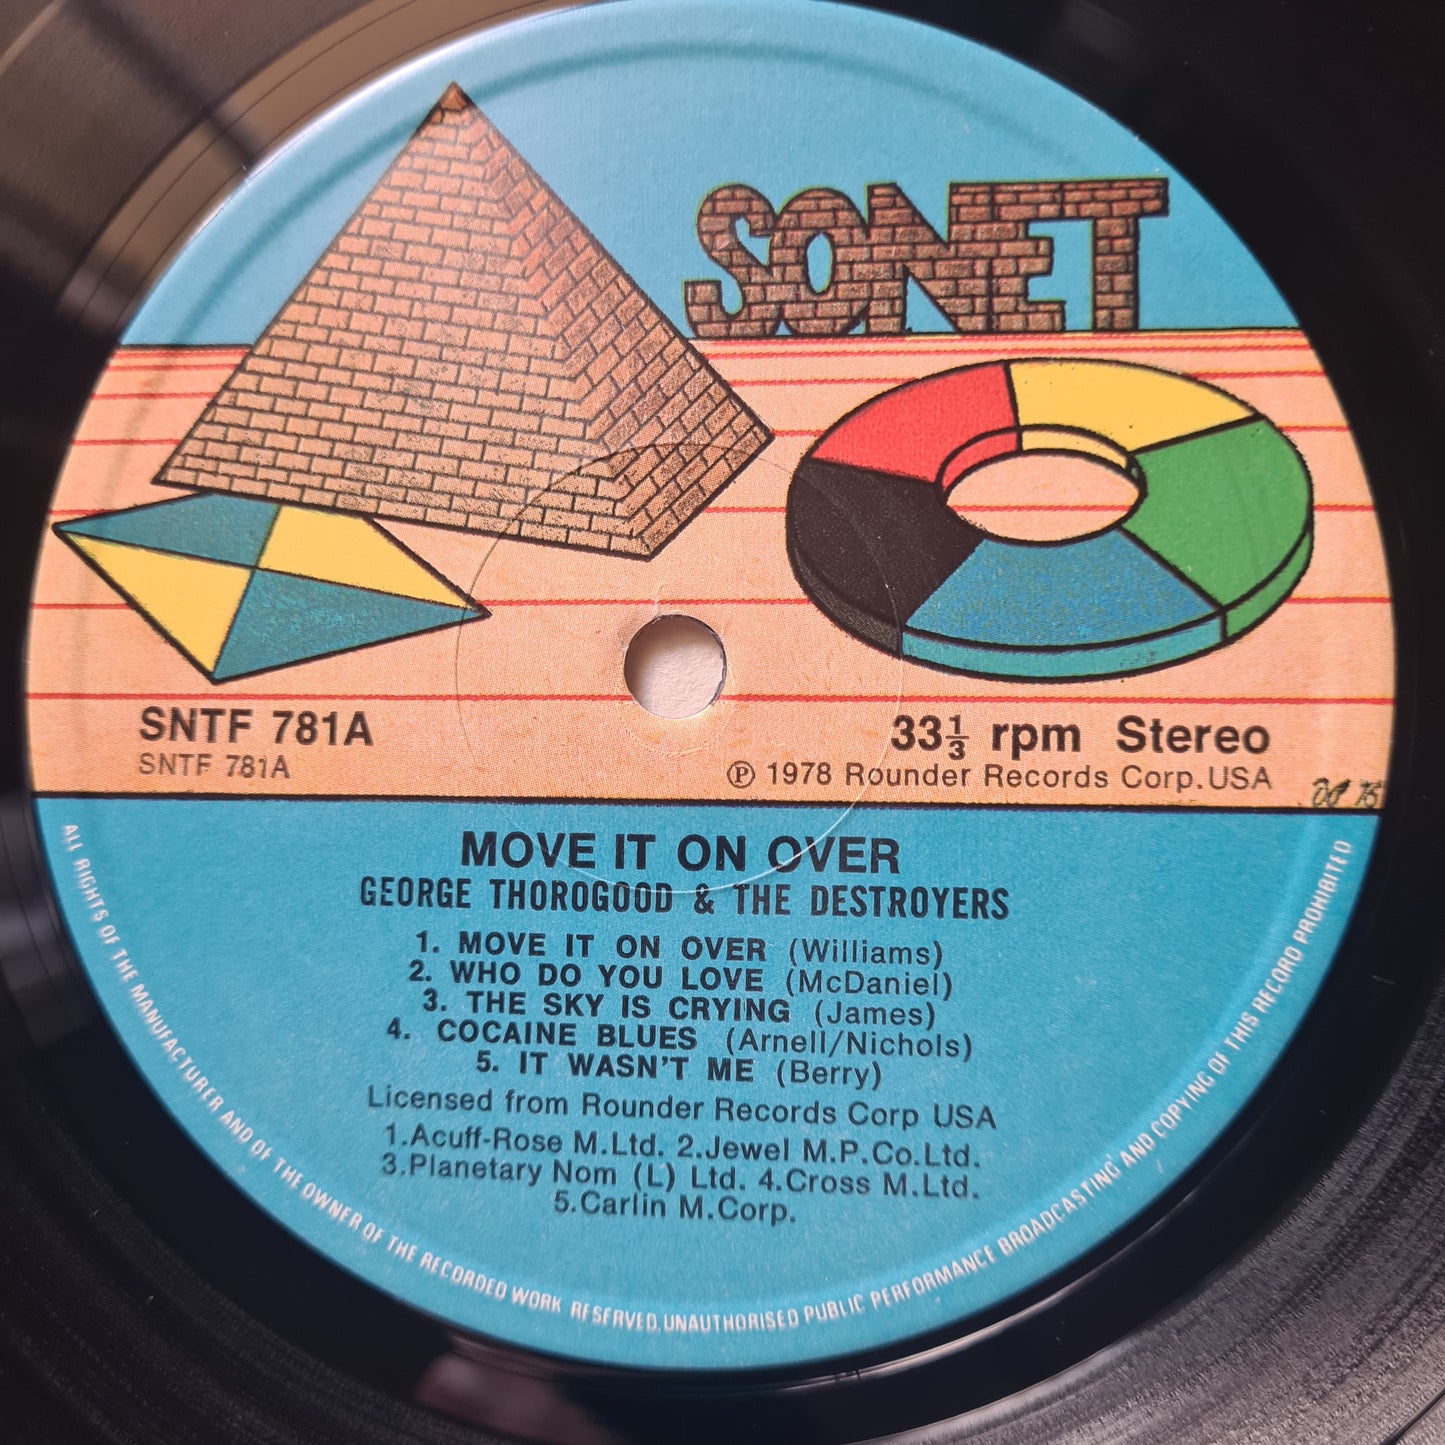 SONET
SNTF 781A
SNTF 781A
33⅓ rpm Stereo
℗ 1978 Rounder Records Corp. USA
MOVE IT ON OVER
GEORGE THOROGOOD & THE DESTROYERS
1. MOVE IT ON OVER (Williams)
2. WHO DO YOU LOVE (McDaniel)
3. THE SKY IS CRYING (James)
4. COCAINE BLUES (Arnell/Nichols)
5. IT WASN'T ME (Berry)
Licensed from Rounder Records Corp USA
1.Acuff-Rose M.Ltd. 2.Jewel M.P.Co.Ltd.
3.Planetary Nom (L) Ltd. 4.Cross M.Ltd.
5.Carlin M.Corp.
ALL RIGHTS OF THE MANUFACTURER AND OF THE OWNER OF THE RECORDED WORK RESERVED. UNAUTHORISED PUBLIC PERFORMANCE BROADCASTING AND COPYING OF THIS RECORD PROHIBITED